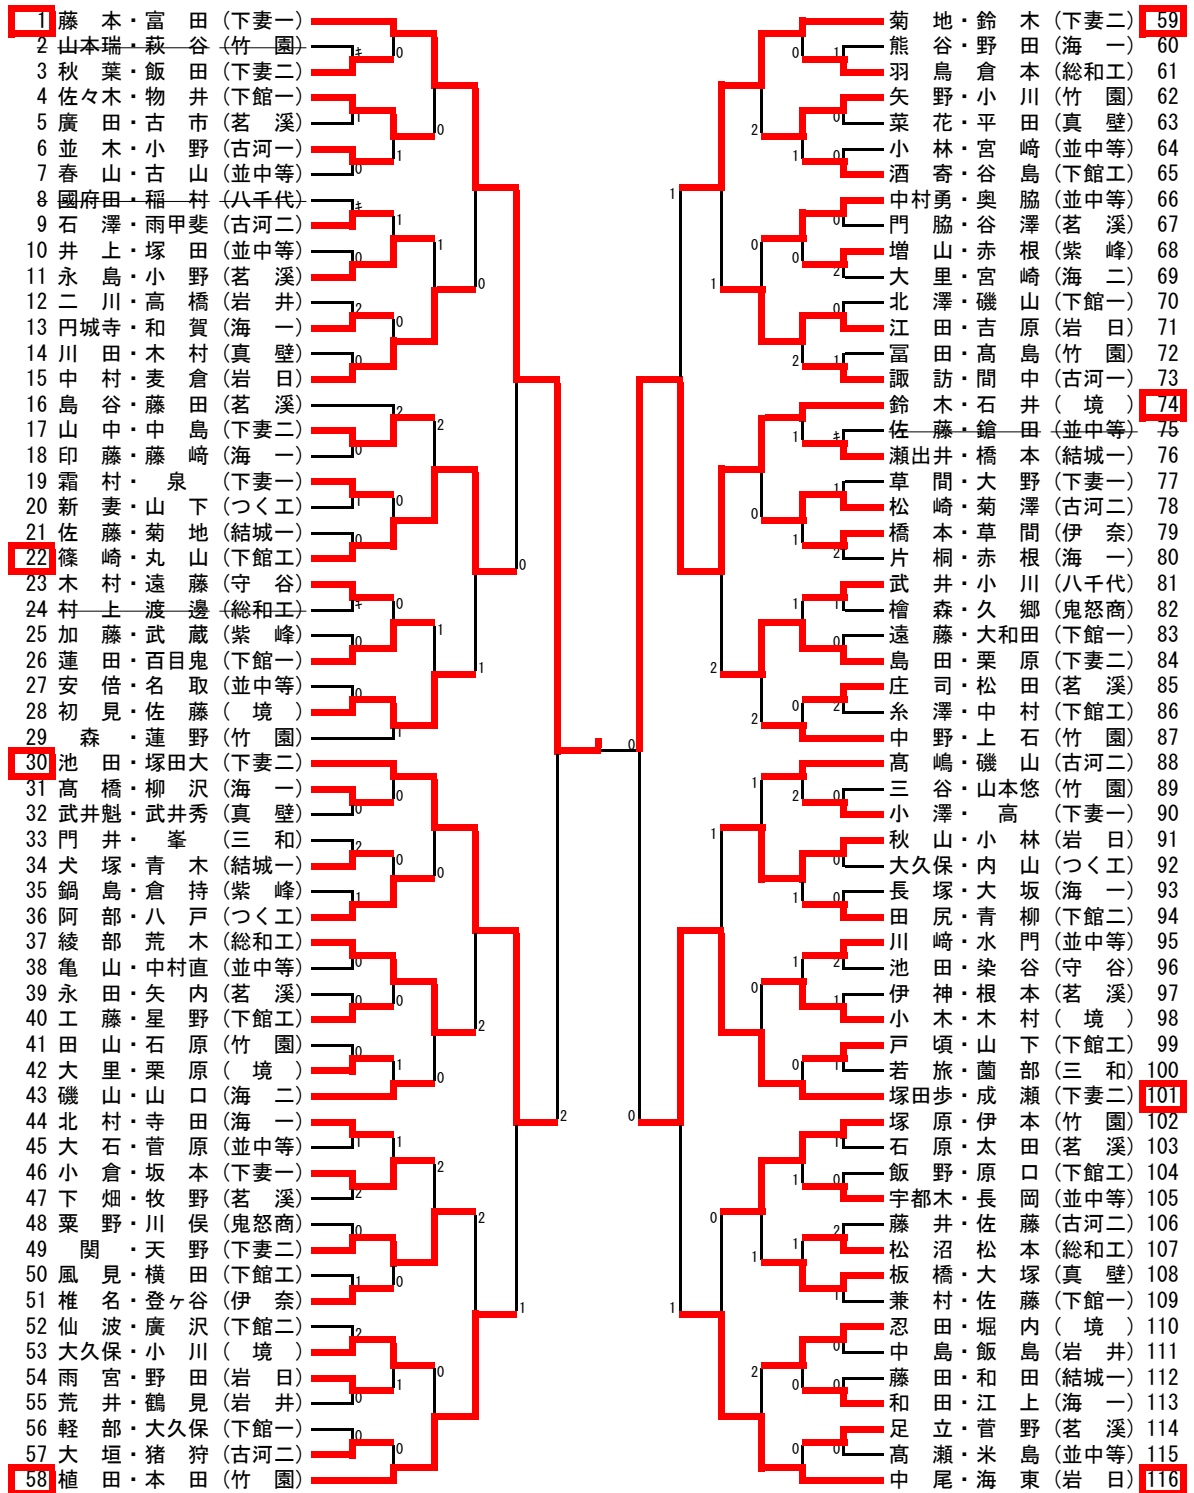 1 藤本・富田 (下妻一)
2 山本瑞・萩谷 (竹園)
3 秋葉・飯田 (下妻二)
4 佐々木・物井 (下館一)
5 廣田・古市 (茗溪)
6 並木・小野 (古河一)
7 春山・古山 (並中等)
8 國府田・稲村 (八千代)
9 石澤・雨甲斐 (古河二)
10 井上・塚田 (並中等)
11 永島・小野 (茗溪)
12 二川・高橋 (岩井)
13 円城寺・和賀 (海一)
14 川田・木村 (真壁)
15 中村・麦倉 (岩日)
16 島谷・藤田 (茗溪)
17 山中・中島 (下妻二)
18 印藤・藤﨑 (海一)
19 霜村・泉 (下妻一)
20 新妻・山下 (つくエ)
21 佐藤・菊地 (結城一)
22 篠崎・丸山 (下館工)
23 木村・遠藤 (守谷)
24 村上渡邊 (総和工)
25 加藤・武蔵 (紫峰)
26 蓮田・百目鬼 (下館一)
27 安倍・名取 (並中等)
28 初見・佐藤 (境)
29 森・蓮野 (竹園)
30 池田・塚田大 (下妻二)
31 髙橋・柳沢 (海一)
32 武井魁・武井秀 (真壁)
33 門井・峯 (三和)
34 犬塚・青木 (結城一)
35 鍋島・倉持 (紫峰)
36 阿部・八戸 (つくエ)
37 綾部荒木 (総和工)
38 亀山・中村直 (並中等)
39 永田・矢内 (茗溪)
40 工藤・星野 (下館工)
41 田山・石原 (竹園)
42 大里・栗原 (境)
43 磯山・山口 (海二)
44 北村・寺田 (海一)
45 大石・菅原 (並中等)
46 小倉・坂本 (下妻一)
47 下畑・牧野 (茗溪)
48 粟野・川俣 (鬼怒商)
49 関・天野 (下妻二)
50 風見・横田 (下館工)
51 椎名・登ヶ谷 (伊奈)
52 仙波・廣沢 (下館二)
53 大久保・小川 (境)
54 雨宮・野田 (岩日)
55 荒井・鶴見 (岩井)
56 軽部・大久保 (下館一)
57 大垣・猪狩 (古河二)
58 植田・本田 (竹園)
菊地・鈴木 (下妻二) 59
熊谷・野田 (海一) 60
羽鳥倉本 (総和工) 61
矢野・小川 (竹園) 62
菜花・平田 (真壁) 63
小林・宮﨑 (並中等) 64
酒寄・谷島 (下館工) 65
中村勇・奥脇 (並中等) 66
門脇・谷澤 (茗溪) 67
増山・赤根 (紫峰) 68
大里・宮崎 (海二) 69
北澤・磯山 (下館一) 70
江田・吉原 (岩日) 71
冨田・髙島 (竹園) 72
諏訪・間中 (古河一) 73
鈴木・石井 (境) 74
佐藤・鎗田 (並中等) 75
瀬出井・橋本 (結城一) 76
草間・大野 (下妻一) 77
松崎・菊澤 (古河二) 78
橋本・草間 (伊奈) 79
片桐・赤根 (海一) 80
武井・小川 (八千代) 81
檜森・久郷 (鬼怒商) 82
遠藤・大和田 (下館一) 83
島田・栗原 (下妻二) 84
庄司・松田 (茗溪) 85
糸澤・中村 (下館工) 86
中野・上石 (竹園) 87
髙嶋・磯山 (古河二) 88
三谷・山本悠 (竹園) 89
小澤・高 (下妻一) 90
秋山・小林 (岩日) 91
大久保・内山 (つくエ) 92
長塚・大坂 (海一) 93
田尻・青柳 (下館二) 94
川﨑・水門 (並中等) 95
池田・染谷 (守谷) 96
伊神・根本 (茗溪) 97
小木・木村 (境) 98
戸頃・山下 (下館工) 99
若旅・薗部 (三和) 100
塚田歩・成瀬 (下妻二) 101
塚原・伊本 (竹園) 102
石原・太田 (茗溪) 103
飯野・原口 (下館工) 104
宇都木・長岡 (並中等) 105
藤井・佐藤 (古河二) 106
松沼松本 (総和工) 107
板橋・大塚 (真壁) 108
兼村・佐藤 (下館一) 109
忍田・堀内 (境) 110
中島・飯島 (岩井) 111
藤田・和田 (結城一) 112
和田・江上 (海一) 113
足立・菅野 (茗溪) 114
髙瀬・米島 (並中等) 115
中尾・海東 (岩日) 116